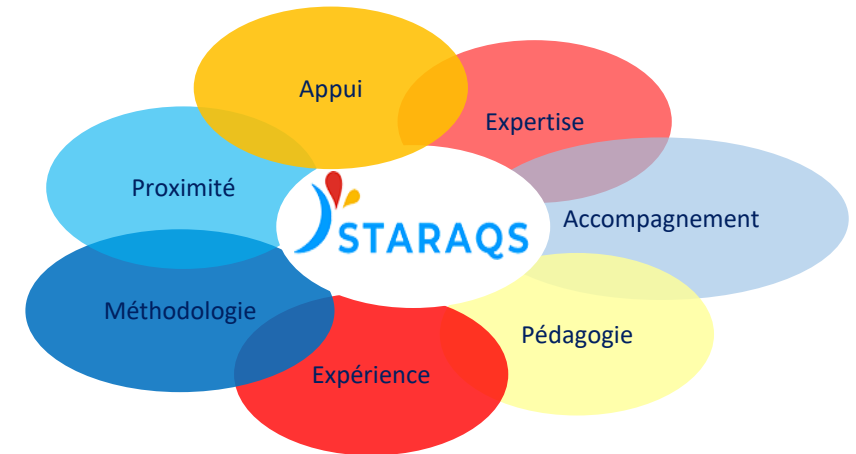 Appui
Expertise
Proximité
STARAQS
Accompagnement
Méthodologie
Pédagogie
Expérience